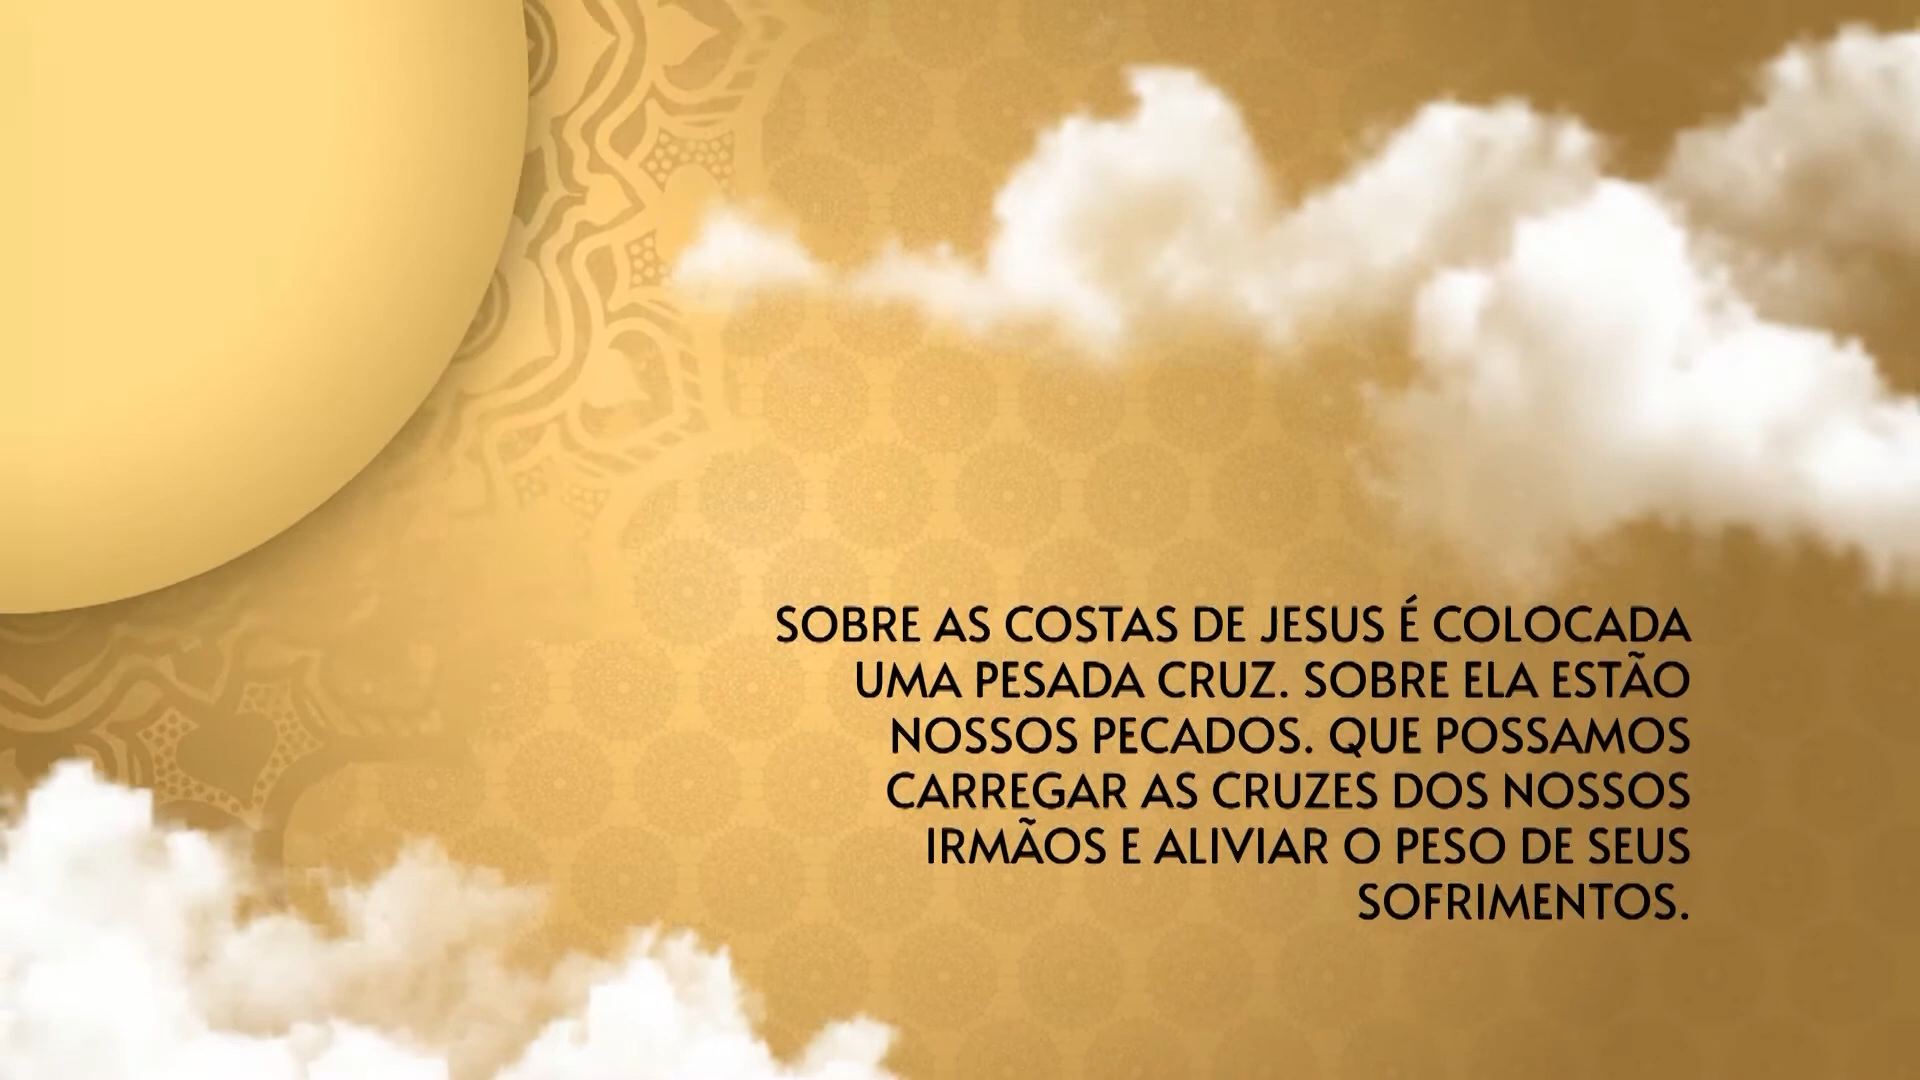 SOBRE AS COSTAS DE JESUS É COLOCADA
UMA PESADA CRUZ. SOBRE ELA ESTÃO
NOSSOS PECADOS. QUE POSSAMOS
CARREGAR AS CRUZES DOS NOSSOS
IRMÃOS E ALIVIAR O PESO DE SEUS
SOFRIMENTOS.